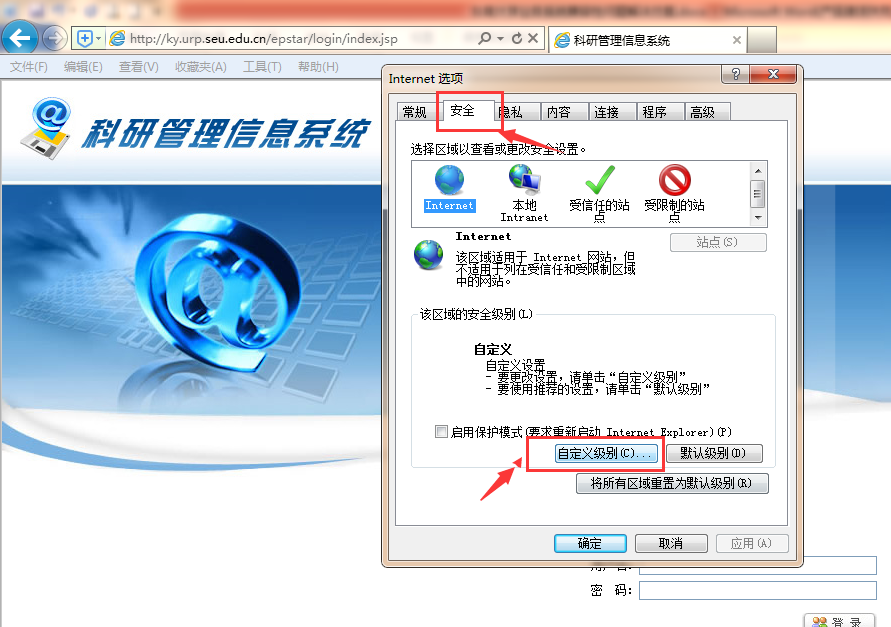 http://ky.urp.seu.edu.cn/epstar/login/index.jsp
科研管理信息系统
文件(F) 编辑(E) 查看(V) 收藏夹(A) 工具(T) 帮助(H)
科研管理信息系统
Internet 选项
常规 安全 隐私 内容 连接 程序 高级
选择区域以查看或更改安全设置。
Internet
本地
Intranet
受信任的站
点
受限制的站
点
Internet
站点(S)
该区域适用于 Internet 网站，但
不适用于列在受信任和受限制区域
中的网站。
该区域的安全级别(L)
自定义
自定义设置
- 要更改设置，请单击“自定义级别”
- 要使用推荐的设置，请单击“默认级别”
启用保护模式(要求重新启动 Internet Explorer)(P)
自定义级别(C)... 默认级别(D)
将所有区域重置为默认级别(R)
确定 取消 应用(A)
密 码：
登 录